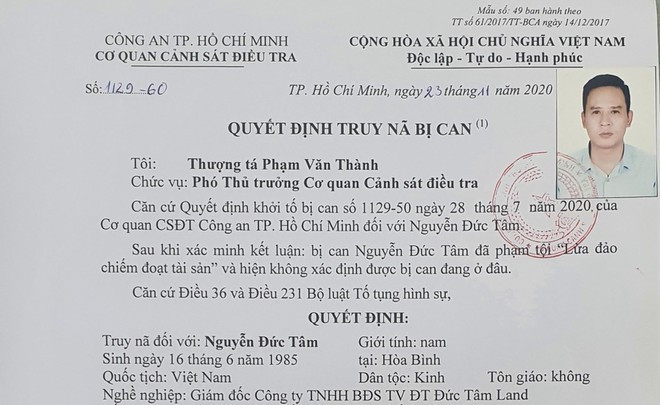 Mẫu số: 49 ban hành theo
TT số 61/2017/TT-BCA ngày 14/12/2017
CÔNG AN TP. HỒ CHÍ MINH
CƠ QUAN CẢNH SÁT ĐIỀU TRA
CỘNG HÒA XÃ HỘI CHỦ NGHĨA VIỆT NAM
Độc lập - Tự do - Hạnh phúc
Số: 1129-60
TP. Hồ Chí Minh, ngày 23 tháng 11 năm 2020
QUYẾT ĐỊNH TRUY NÃ BỊ CAN (1)
Tôi: Thượng tá Phạm Văn Thành
Chức vụ: Phó Thủ trưởng Cơ quan Cảnh sát điều tra
Căn cứ Quyết định khởi tố bị can số 1129-50 ngày 28 tháng 7 năm 2020 của
Cơ quan CSĐT Công an TP. Hồ Chí Minh đối với Nguyễn Đức Tâm.
Sau khi xác minh kết luận: bị can Nguyễn Đức Tâm đã phạm tội “Lừa đảo
chiếm đoạt tài sản” và hiện không xác định được bị can đang ở đâu.
Căn cứ Điều 36 và Điều 231 Bộ luật Tố tụng hình sự,
QUYẾT ĐỊNH:
Truy nã đối với: Nguyễn Đức Tâm Giới tính: nam
Sinh ngày 16 tháng 6 năm 1985 tại: Hòa Bình
Quốc tịch: Việt Nam Dân tộc: Kinh Tôn giáo: không
Nghề nghiệp: Giám đốc Công ty TNHH BĐS TV ĐT Đức Tâm Land